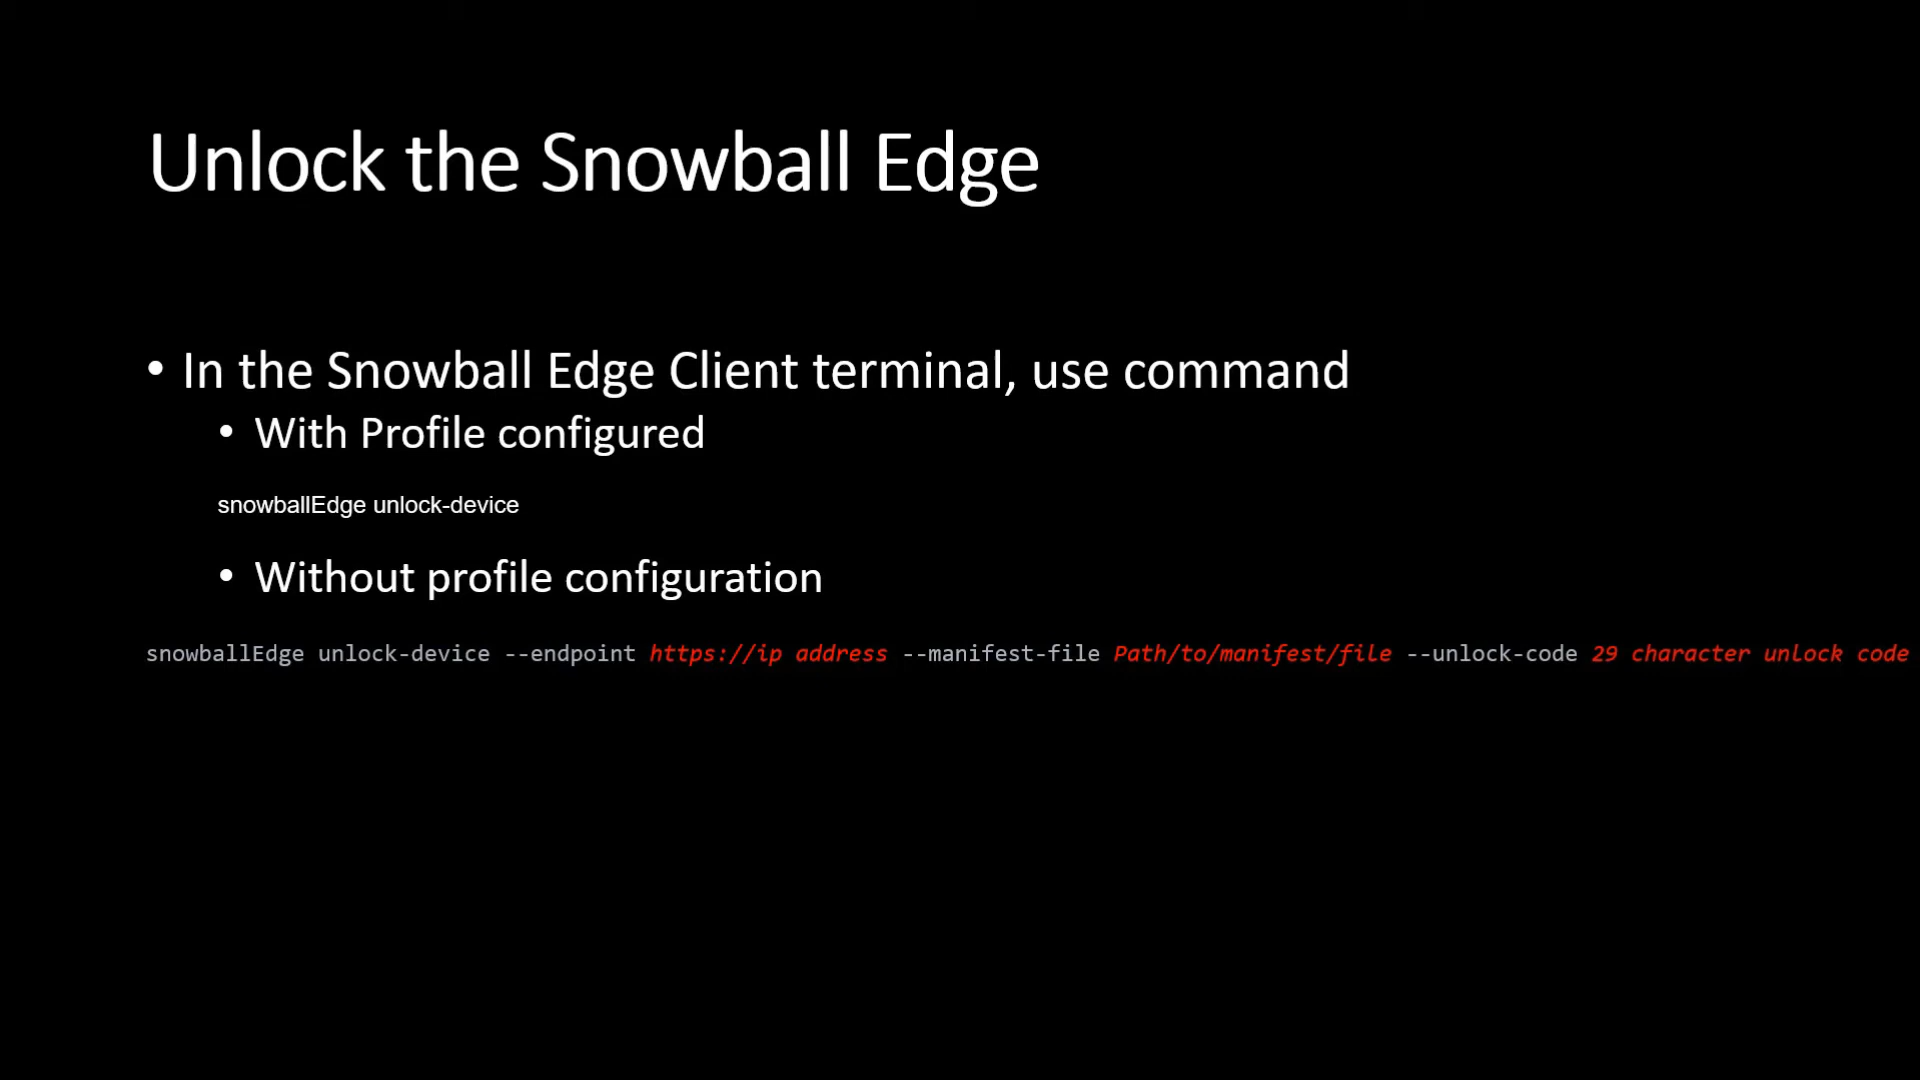 Unlock the Snowball Edge
• In the Snowball Edge Client terminal, use command
• With Profile configured
snowballEdge unlock-device
• Without profile configuration
snowballEdge unlock-device --endpoint https://ip address --manifest-file Path/to/manifest/file --unlock-code 29 character unlock code